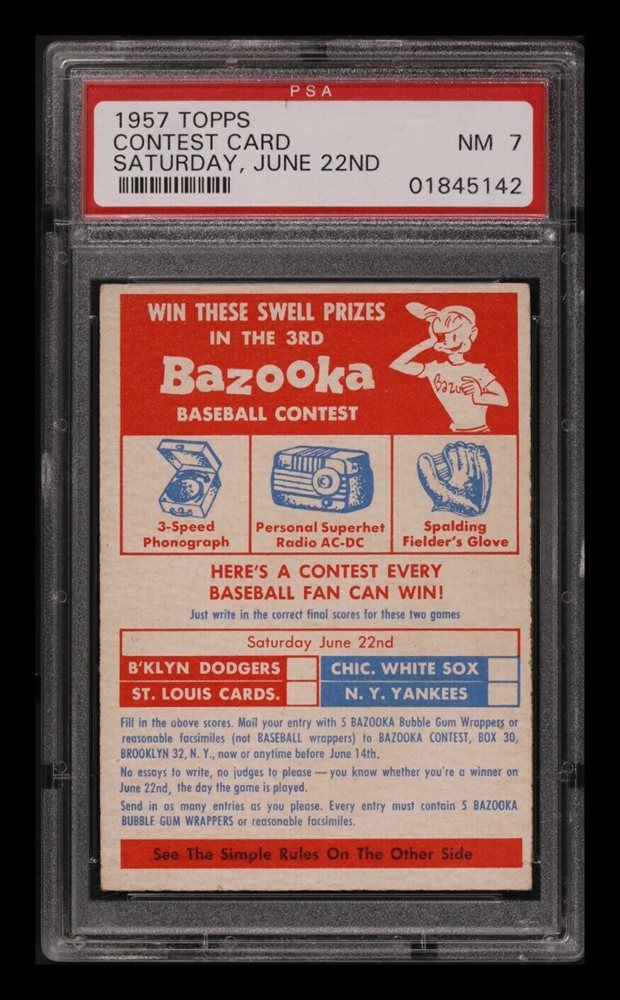 PSA
1957 TOPPS
CONTEST CARD NM 7
SATURDAY, JUNE 22ND
01845142
WIN THESE SWELL PRIZES
IN THE 3RD
Bazooka
BASEBALL CONTEST
3-Speed
Phonograph
Personal Superhet
Radio AC-DC
Spalding
Fielder's Glove
HERE'S A CONTEST EVERY
BASEBALL FAN CAN WIN!
Just write in the correct final scores for these two games
Saturday June 22nd
B'KLYN DODGERS CHIC. WHITE SOX
ST. LOUIS CARDS. N. Y. YANKEES
Fill in the above scores. Mail your entry with 5 BAZOOKA Bubble Gum Wrappers or
reasonable facsimiles (not BASEBALL wrappers) to BAZOOKA CONTEST, BOX 30,
BROOKLYN 32, N. Y., now or anytime before June 14th.
No essays to write, no judges to please — you know whether you're a winner on
June 22nd, the day the game is played.
Send in as many entries as you please. Every entry must contain 5 BAZOOKA
BUBBLE GUM WRAPPERS or reasonable facsimiles.
See The Simple Rules On The Other Side